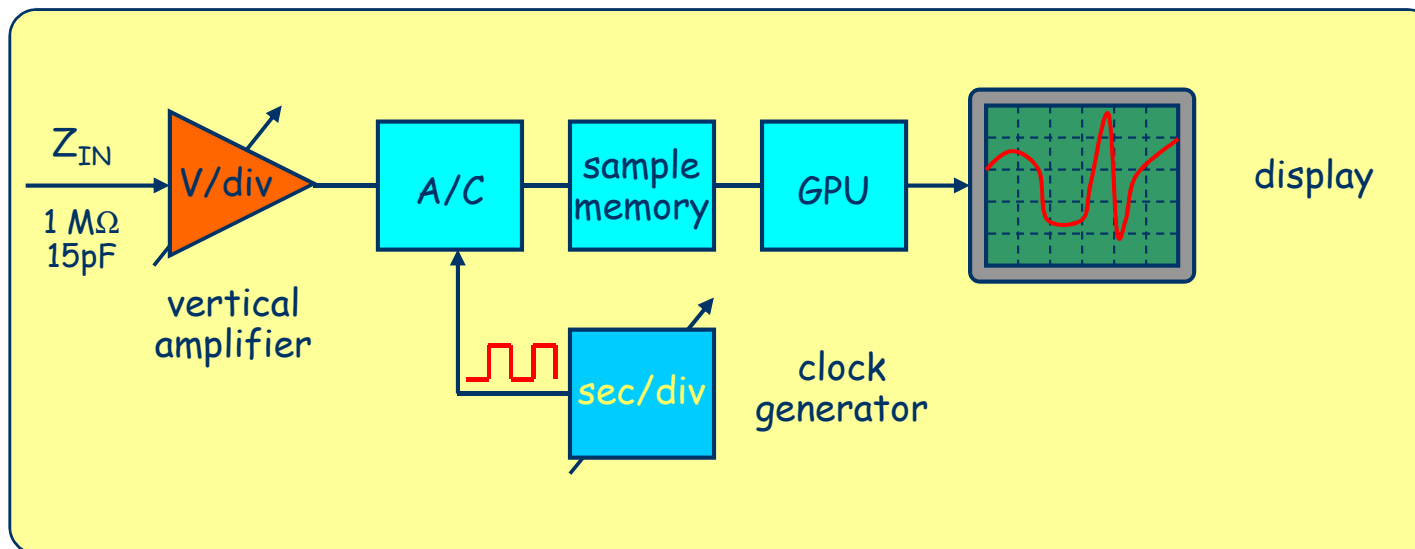 Z_IN
1 MΩ
15pF
V/div
vertical
amplifier
A/C
sample
memory
GPU
display
sec/div
clock
generator